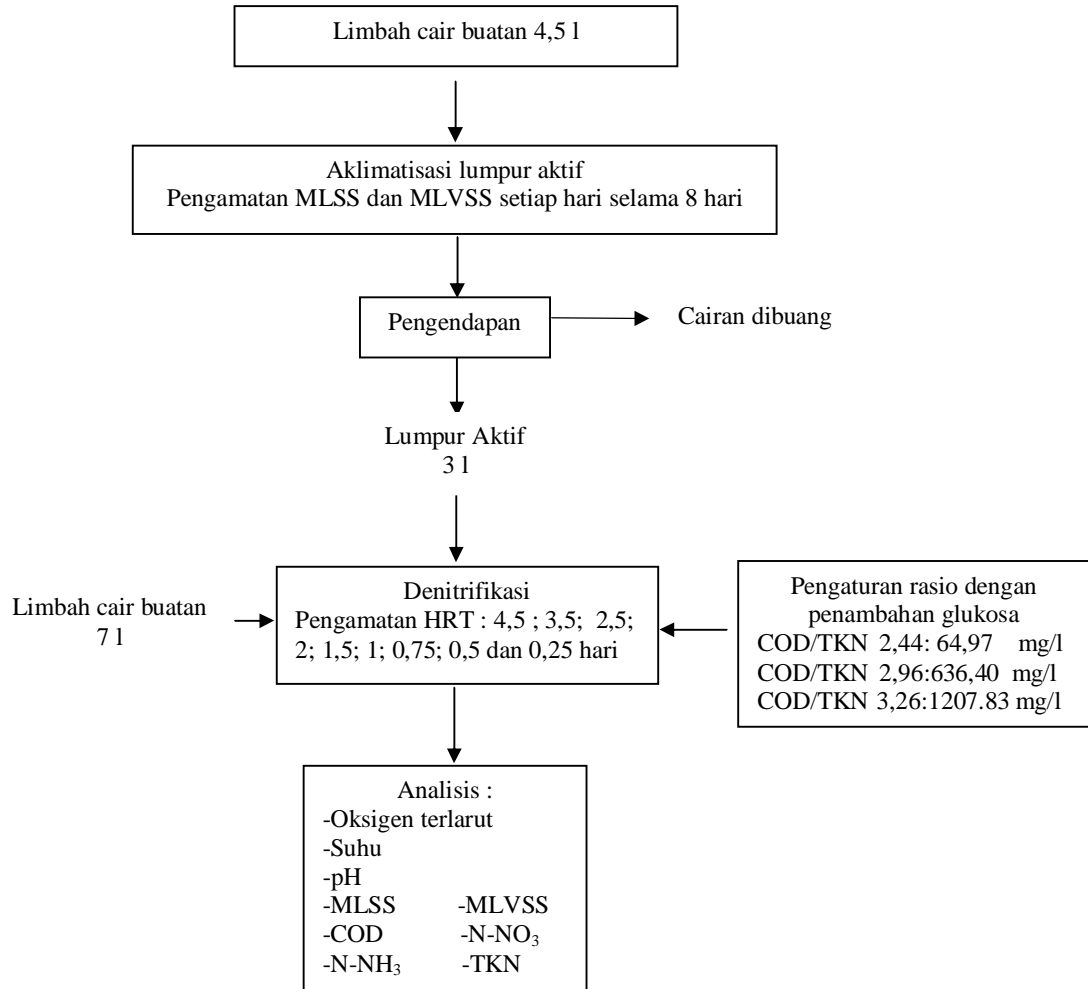 Limbah cair buatan 4,5 l
Aklimatisasi lumpur aktif
Pengamatan MLSS dan MLVSS setiap hari selama 8 hari
Pengendapan
Cairan dibuang
Lumpur Aktif
3 l
Limbah cair buatan
7 l
Denitrifikasi
Pengamatan HRT : 4,5 ; 3,5; 2,5;
2; 1,5; 1; 0,75; 0,5 dan 0,25 hari
Pengaturan rasio dengan
penambahan glukosa
COD/TKN 2,44: 64,97 mg/l
COD/TKN 2,96:636,40 mg/l
COD/TKN 3,26:1207.83 mg/l
Analisis :
-Oksigen terlarut
-Suhu
-pH
-MLSS -MLVSS
-COD -N-NO₃
-N-NH₃ -TKN